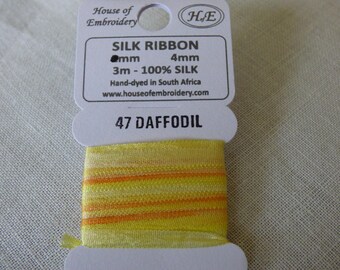 House of
Embroidery
H&E
SILK RIBBON
mm 4mm
3m - 100% SILK
Hand-dyed in South Africa
www.houseofembroidery.com
47 DAFFODIL